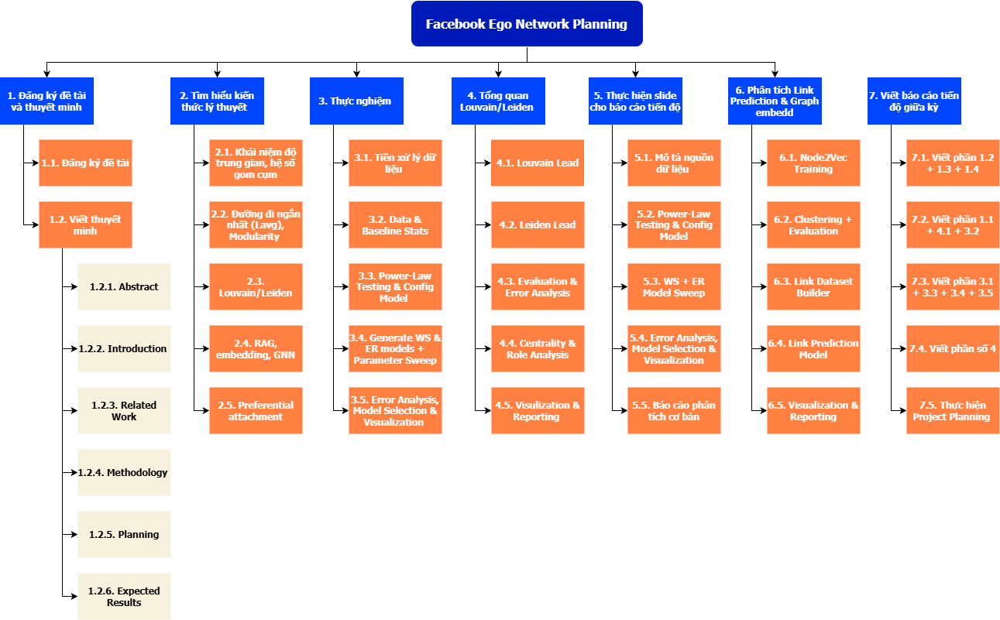 Facebook Ego Network Planning
1. Đăng ký đề tài
và thuyết minh
1.1. Đăng ký đề tài
1.2. Viết thuyết
minh
1.2.1. Abstract
1.2.2. Introduction
1.2.3. Related
Work
1.2.4. Methodology
1.2.5. Planning
1.2.6. Expected
Results
2. Tìm hiểu kiến
thức lý thuyết
2.1. Khái niệm độ
trung gian, hệ số
gom cụm
2.2. Đường đi ngắn
nhất (Lavg),
Modularity
2.3.
Louvain/Leiden
2.4. RAG,
embedding, GNN
2.5. Preferential
attachment
3. Thực nghiệm
3.1. Tiền xử lý dữ
liệu
3.2. Data &
Baseline Stats
3.3. Power-Law
Testing & Config
Model
3.4. Generate WS &
ER models +
Parameter Sweep
3.5. Error Analysis,
Model Selection &
Visualization
4. Tổng quan
Louvain/Leiden
4.1. Louvain Lead
4.2. Leiden Lead
4.3. Evaluation &
Error Analysis
4.4. Centrality &
Role Analysis
4.5. Visulization &
Reporting
5. Thực hiện slide
cho báo cáo tiến độ
5.1. Mô tả nguồn
dữ liệu
5.2. Power-Law
Testing & Config
Model
5.3. WS + ER
Model Sweep
5.4. Error Analysis,
Model Selection &
Visualization
5.5. Báo cáo phân
tích cơ bản
6. Phân tích Link
Prediction & Graph
embedd
6.1. Node2Vec
Training
6.2. Clustering +
Evaluation
6.3. Link Dataset
Builder
6.4. Link Prediction
Model
6.5. Visualization &
Reporting
7. Viết báo cáo tiến
độ giữa kỳ
7.1. Viết phần 1.2
+ 1.3 + 1.4
7.2. Viết phần 1.1
+ 4.1 + 3.2
7.3. Viết phần 3.1
+ 3.3 + 3.4 + 3.5
7.4. Viết phần số 4
7.5. Thực hiện
Project Planning